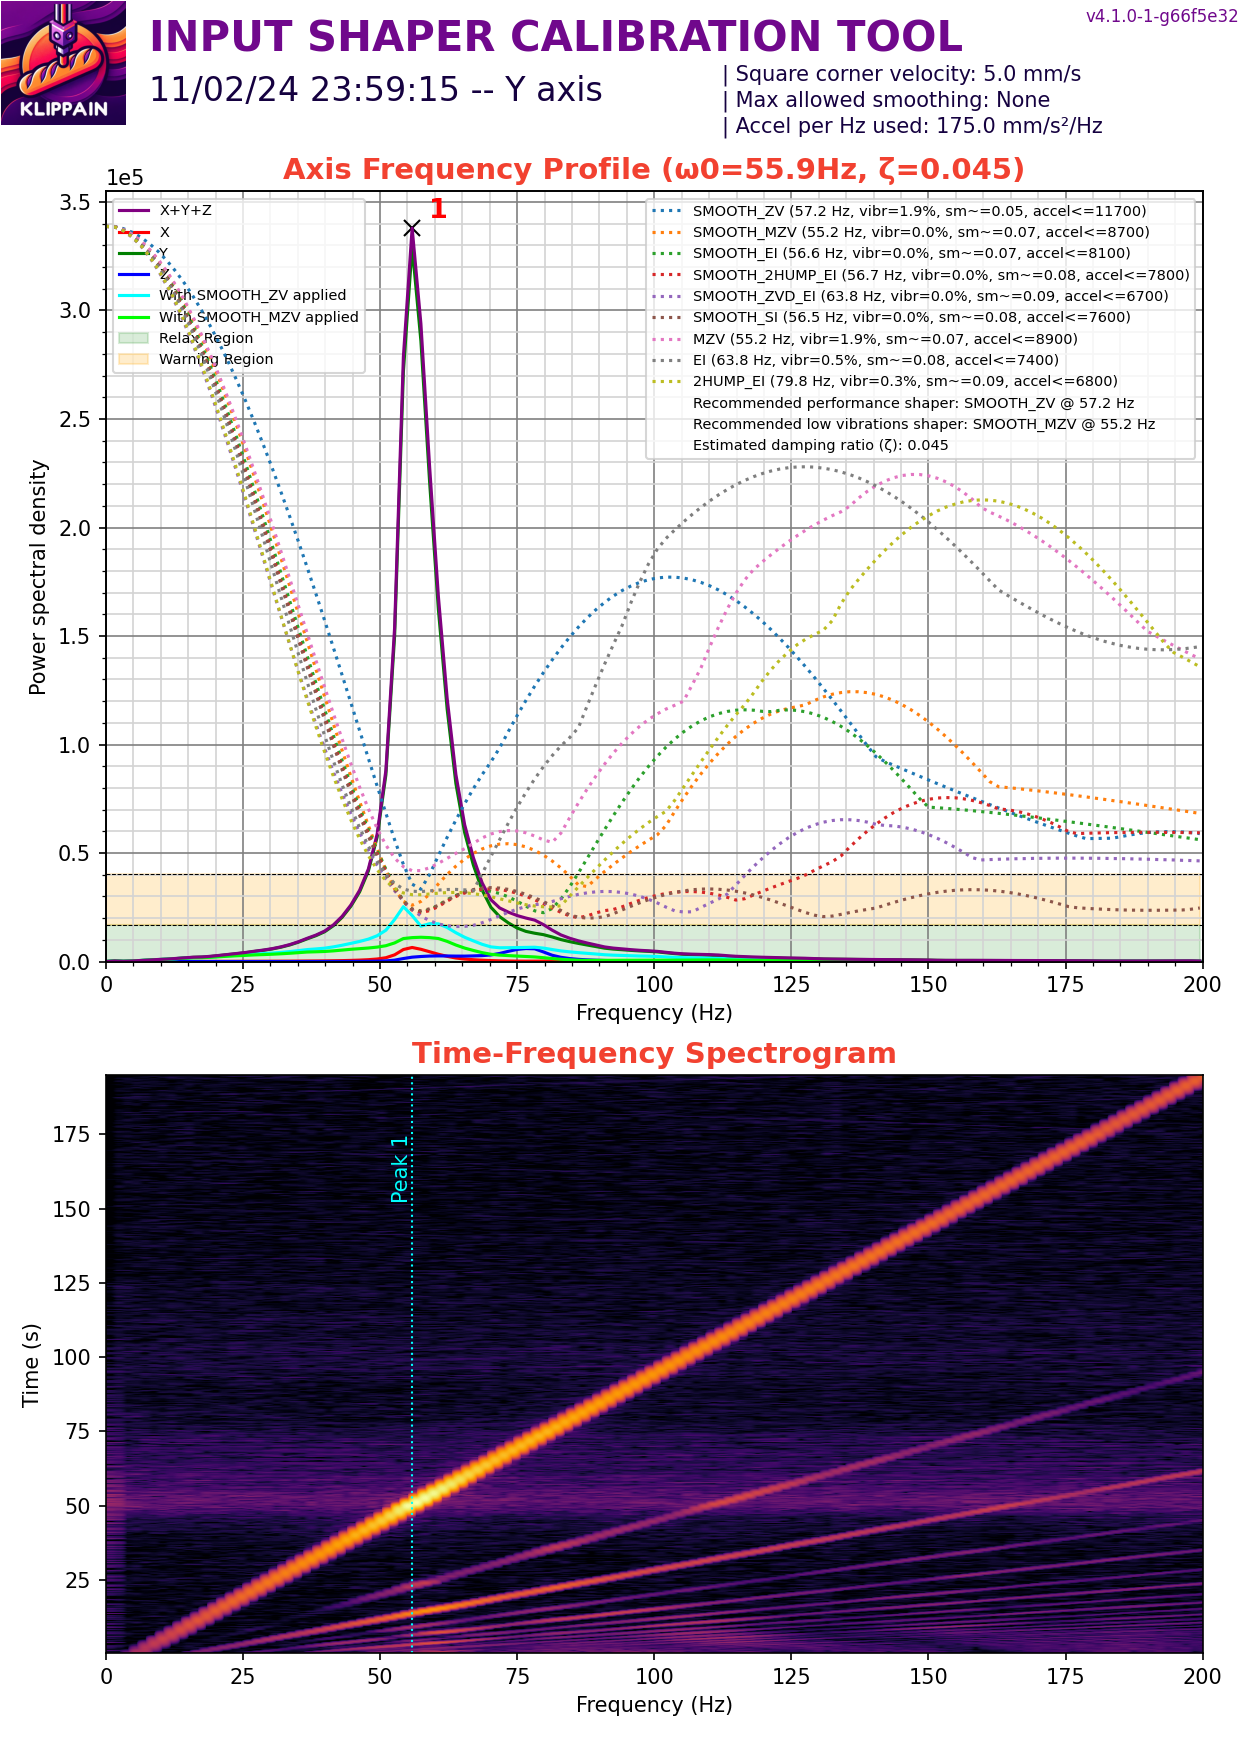 v4.1.0-1-g66f5e32
KLIPPAIN
INPUT SHAPER CALIBRATION TOOL
11/02/24 23:59:15 -- Y axis
| Square corner velocity: 5.0 mm/s
| Max allowed smoothing: None
| Accel per Hz used: 175.0 mm/s²/Hz
Axis Frequency Profile (ω0=55.9Hz, ζ=0.045)
1e5
3.5
3.0
2.5
2.0
1.5
1.0
0.5
0.0
Power spectral density
1
X+Y+Z
X
Y
Z
With SMOOTH_ZV applied
With SMOOTH_MZV applied
Relax Region
Warning Region
SMOOTH_ZV (57.2 Hz, vibr=1.9%, sm~=0.05, accel<=11700)
SMOOTH_MZV (55.2 Hz, vibr=0.0%, sm~=0.07, accel<=8700)
SMOOTH_EI (56.6 Hz, vibr=0.0%, sm~=0.07, accel<=8100)
SMOOTH_2HUMP_EI (56.7 Hz, vibr=0.0%, sm~=0.08, accel<=7800)
SMOOTH_ZVD_EI (63.8 Hz, vibr=0.0%, sm~=0.09, accel<=6700)
SMOOTH_SI (56.5 Hz, vibr=0.0%, sm~=0.08, accel<=7600)
MZV (55.2 Hz, vibr=1.9%, sm~=0.07, accel<=8900)
EI (63.8 Hz, vibr=0.5%, sm~=0.08, accel<=7400)
2HUMP_EI (79.8 Hz, vibr=0.3%, sm~=0.09, accel<=6800)
Recommended performance shaper: SMOOTH_ZV @ 57.2 Hz
Recommended low vibrations shaper: SMOOTH_MZV @ 55.2 Hz
Estimated damping ratio (ζ): 0.045
0 25 50 75 100 125 150 175 200
Frequency (Hz)
Time-Frequency Spectrogram
175
150
125
100
75
50
25
Time (s)
Peak 1
0 25 50 75 100 125 150 175 200
Frequency (Hz)